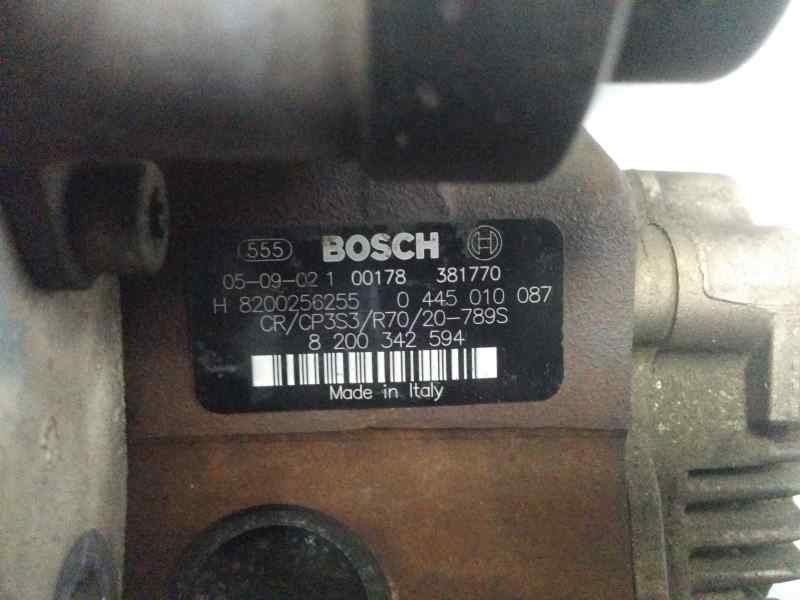 555 BOSCH
05-09-02 1 00178 381770
H 8200256255 0 445 010 087
CR/CP3S3/R70/20-789S
8 200 342 594
Made in Italy